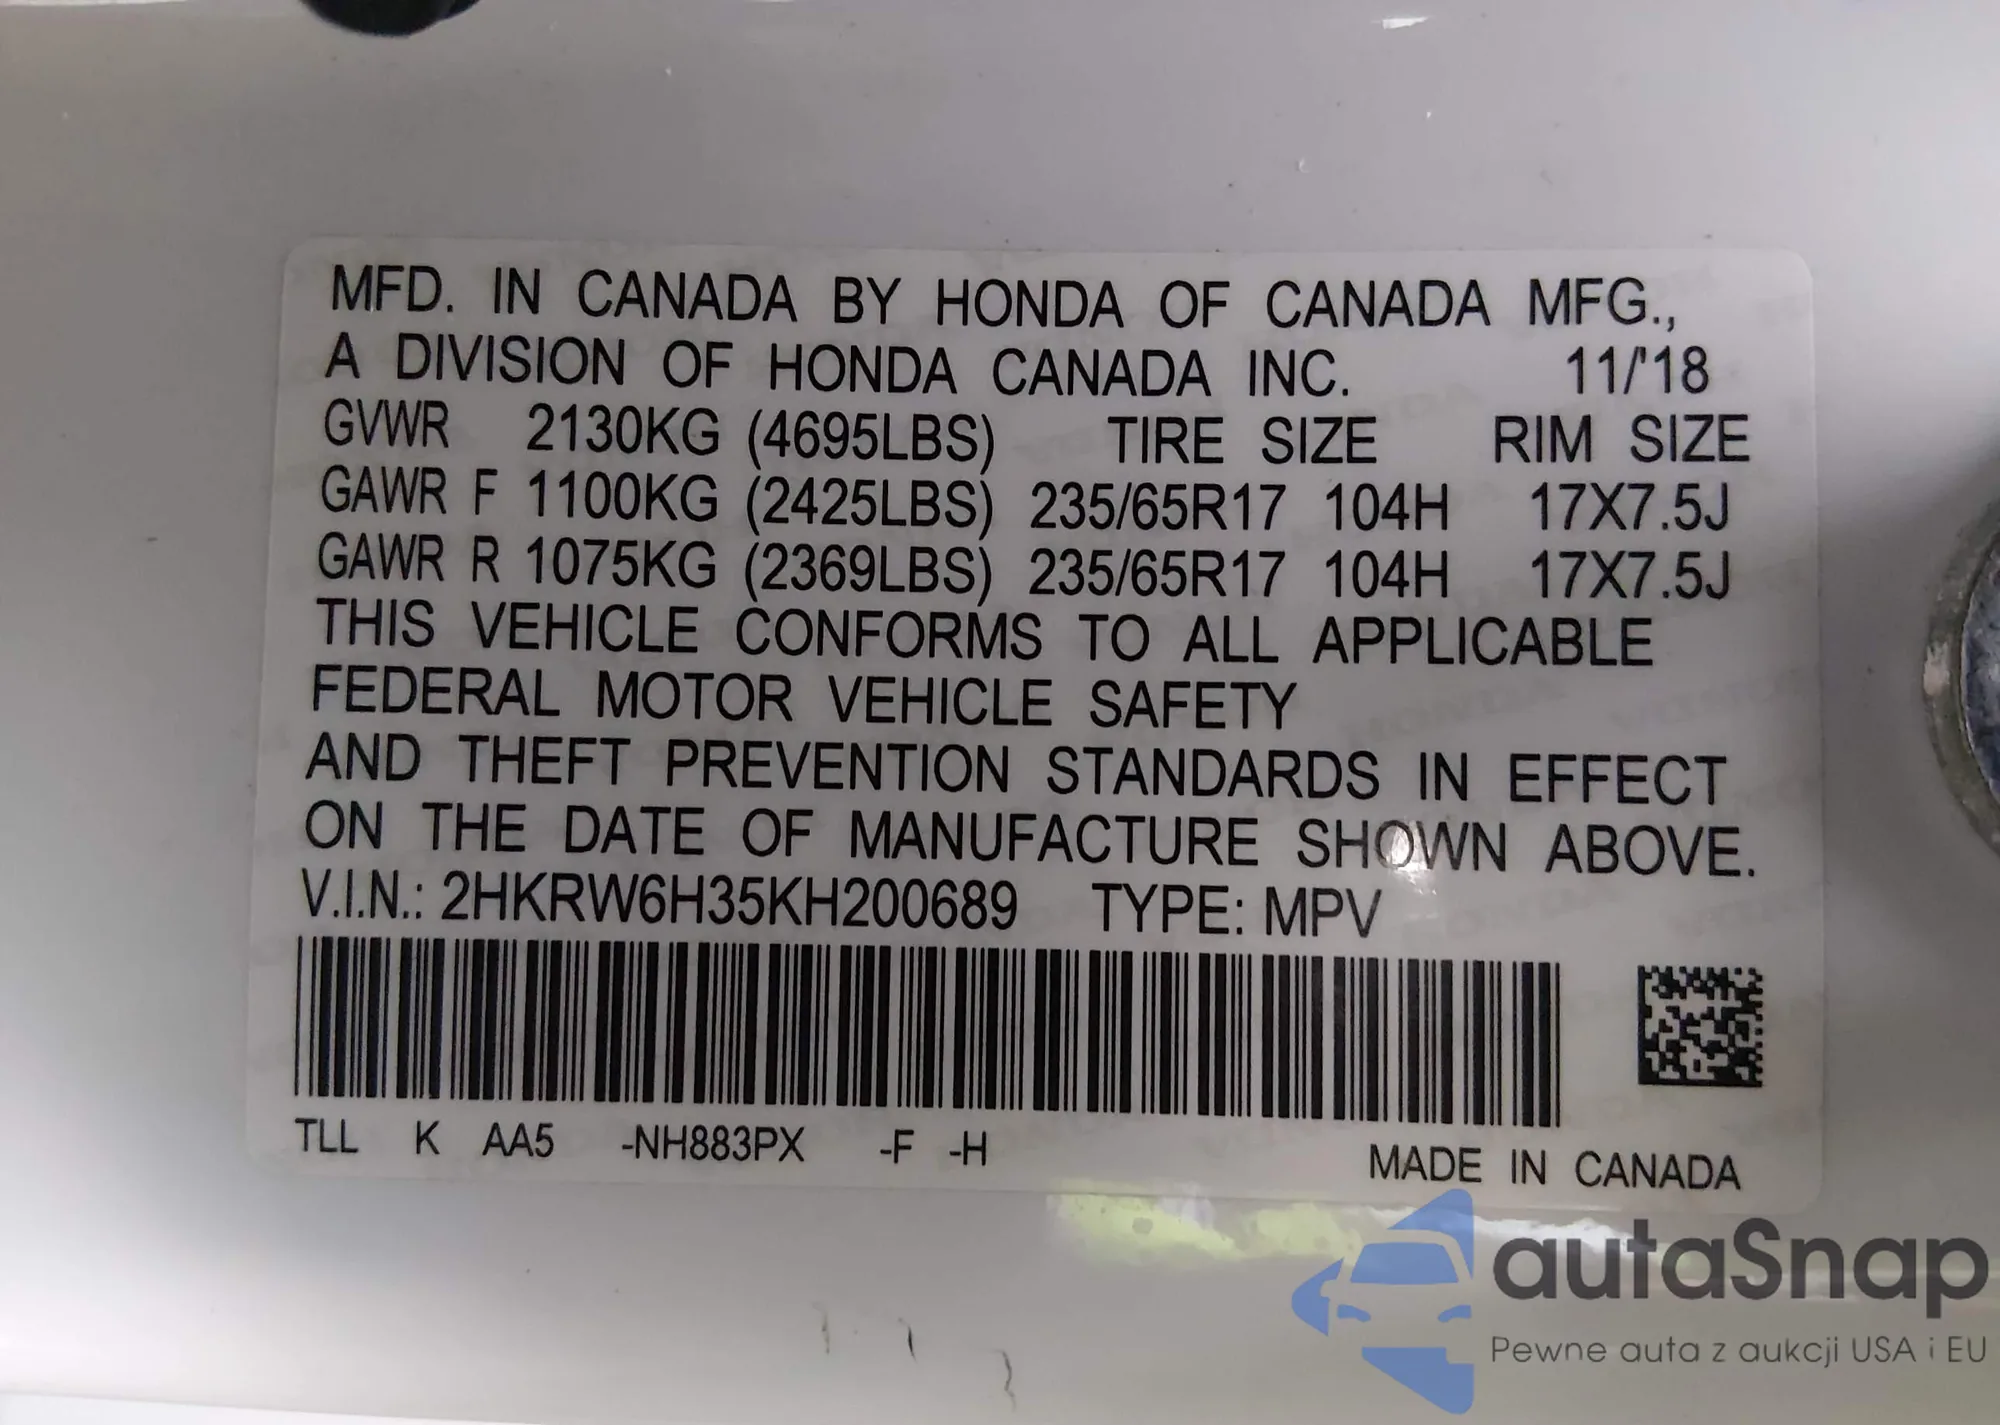 MFD. IN CANADA BY HONDA OF CANADA MFG.,
A DIVISION OF HONDA CANADA INC. 11/'18
GVWR 2130KG (4695LBS) TIRE SIZE RIM SIZE
GAWR F 1100KG (2425LBS) 235/65R17 104H 17X7.5J
GAWR R 1075KG (2369LBS) 235/65R17 104H 17X7.5J
THIS VEHICLE CONFORMS TO ALL APPLICABLE
FEDERAL MOTOR VEHICLE SAFETY
AND THEFT PREVENTION STANDARDS IN EFFECT
ON THE DATE OF MANUFACTURE SHOWN ABOVE.
V.I.N.: 2HKRW6H35KH200689 TYPE: MPV
TLL K AA5 -NH883PX -F -H
MADE IN CANADA
autaSnap
Pewne auta z aukcji USA i EU